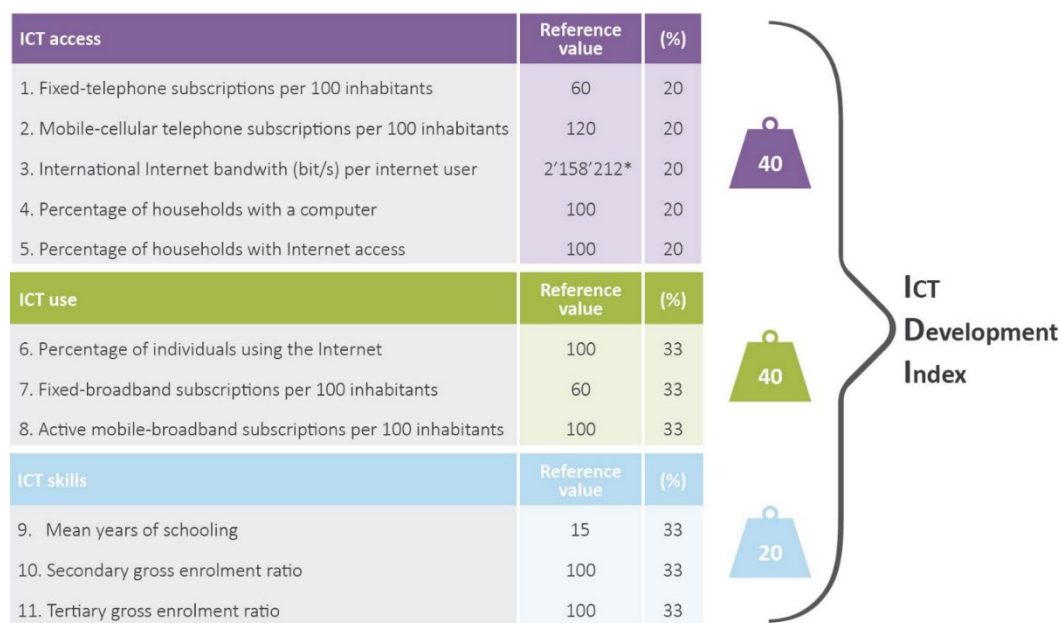 ICT access Reference value (%)
1. Fixed-telephone subscriptions per 100 inhabitants 60 20
2. Mobile-cellular telephone subscriptions per 100 inhabitants 120 20
3. International Internet bandwith (bit/s) per internet user 2’158’212* 20
4. Percentage of households with a computer 100 20
5. Percentage of households with Internet access 100 20
40
ICT use Reference value (%)
6. Percentage of individuals using the Internet 100 33
7. Fixed-broadband subscriptions per 100 inhabitants 60 33
8. Active mobile-broadband subscriptions per 100 inhabitants 100 33
40
ICT skills Reference value (%)
9. Mean years of schooling 15 33
10. Secondary gross enrolment ratio 100 33
11. Tertiary gross enrolment ratio 100 33
20
ICT
Development
Index